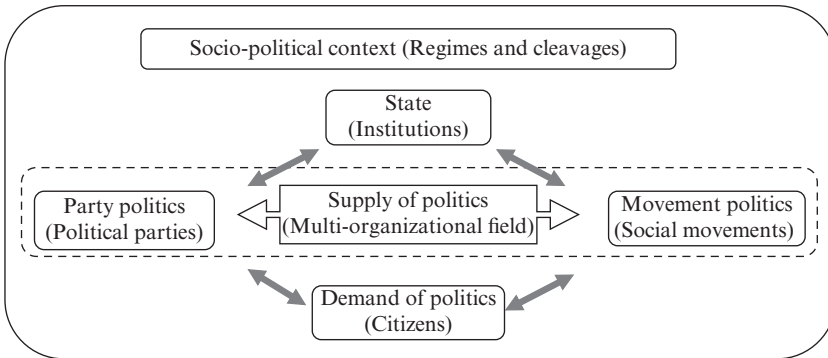 Socio-political context (Regimes and cleavages)
State
(Institutions)
Party politics
(Political parties)
Supply of politics
(Multi-organizational field)
Movement politics
(Social movements)
Demand of politics
(Citizens)